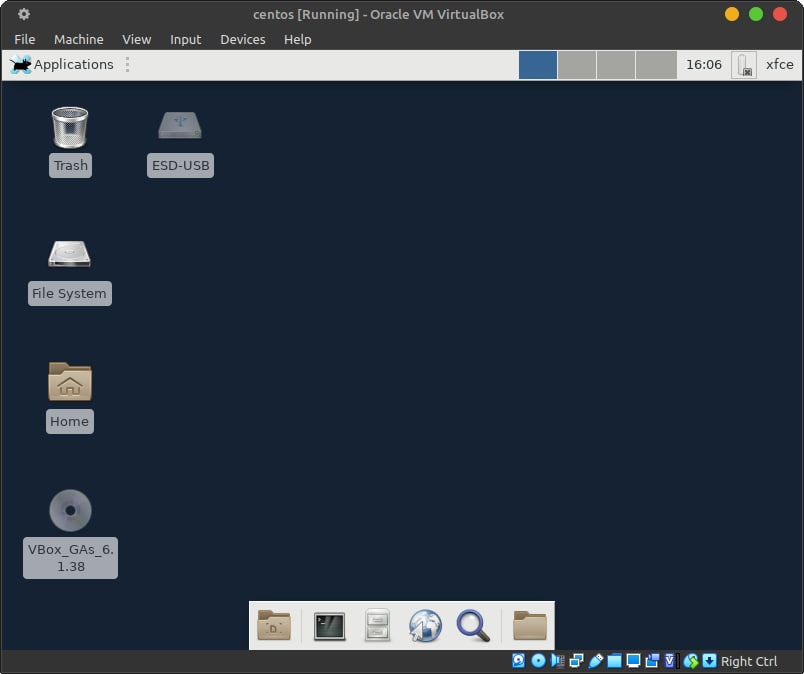 centos [Running] - Oracle VM VirtualBox
File Machine View Input Devices Help
Applications 16:06 xfce
Trash ESD-USB
File System
Home
VBox_GAs_6.
1.38
Right Ctrl